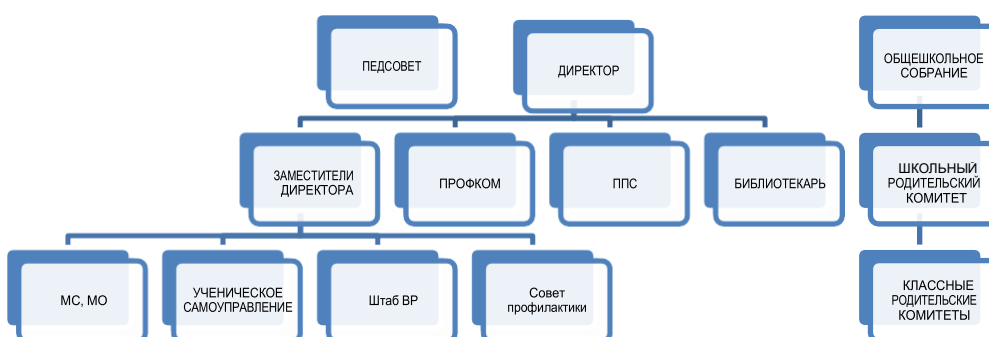 ПЕДСОВЕТ
ДИРЕКТОР
ОБЩЕШКОЛЬНОЕ
СОБРАНИЕ
ЗАМЕСТИТЕЛИ
ДИРЕКТОРА
ПРОФКОМ
ППС
БИБЛИОТЕКАРЬ
ШКОЛЬНЫЙ
РОДИТЕЛЬСКИЙ
КОМИТЕТ
МС, МО
УЧЕНИЧЕСКОЕ
САМОУПРАВЛЕНИЕ
Штаб ВР
Совет
профилактики
КЛАССНЫЕ
РОДИТЕЛЬСКИЕ
КОМИТЕТЫ